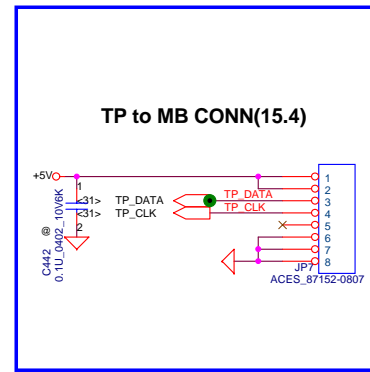 TP to MB CONN(15.4)
+5V
1
<31> TP_DATA
<31> TP_CLK
2
C442 @
0.1U_0402_10V6K
TP_DATA
TP_CLK
1
2
3
4
5
6
7
8
JP7
ACES_87152-0807